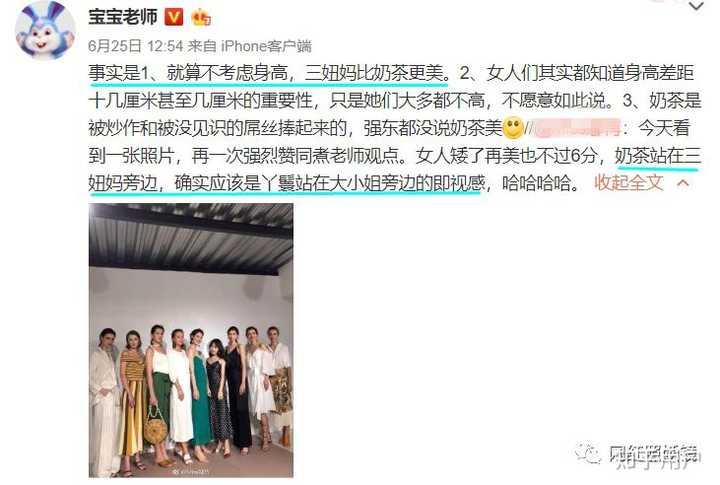 宝宝老师
6月25日 12:54 来自 iPhone客户端
事实是1、就算不考虑身高，三妞妈比奶茶更美。2、女人们其实都知道身高差距
十几厘米甚至几厘米的重要性，只是她们大多都不高，不愿意如此说。3、奶茶是
被炒作和被没见识的屌丝捧起来的，强东都没说奶茶美//：今天看
到一张照片，再一次强烈赞同煮老师观点。女人矮了再美也不过6分，奶茶站在三
妞妈旁边，确实应该是丫鬟站在大小姐旁边的即视感，哈哈哈哈。 收起全文
知乎用户